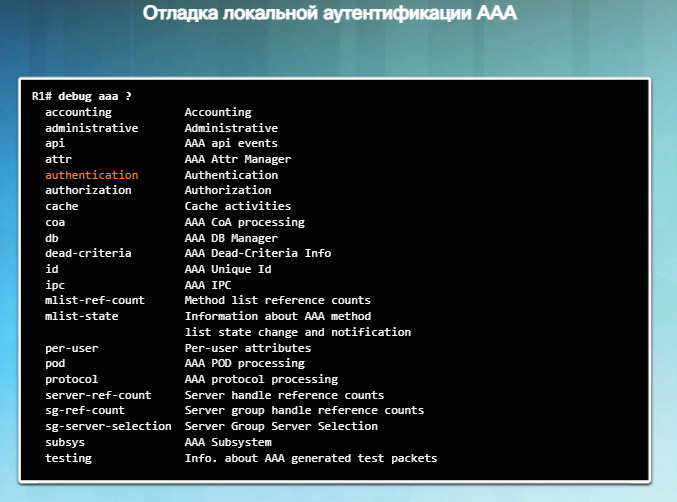 Отладка локальной аутентификации AAA
R1# debug aaa ?
accounting Accounting
administrative Administrative
api AAA api events
attr AAA Attr Manager
authentication Authentication
authorization Authorization
cache Cache activities
coa AAA CoA processing
db AAA DB Manager
dead-criteria AAA Dead-Criteria Info
id AAA Unique Id
ipc AAA IPC
mlist-ref-count Method list reference counts
mlist-state Information about AAA method
list state change and notification
per-user Per-user attributes
pod AAA POD processing
protocol AAA protocol processing
server-ref-count Server handle reference counts
sg-ref-count Server group handle reference counts
sg-server-selection Server Group Server Selection
subsys AAA Subsystem
testing Info. about AAA generated test packets